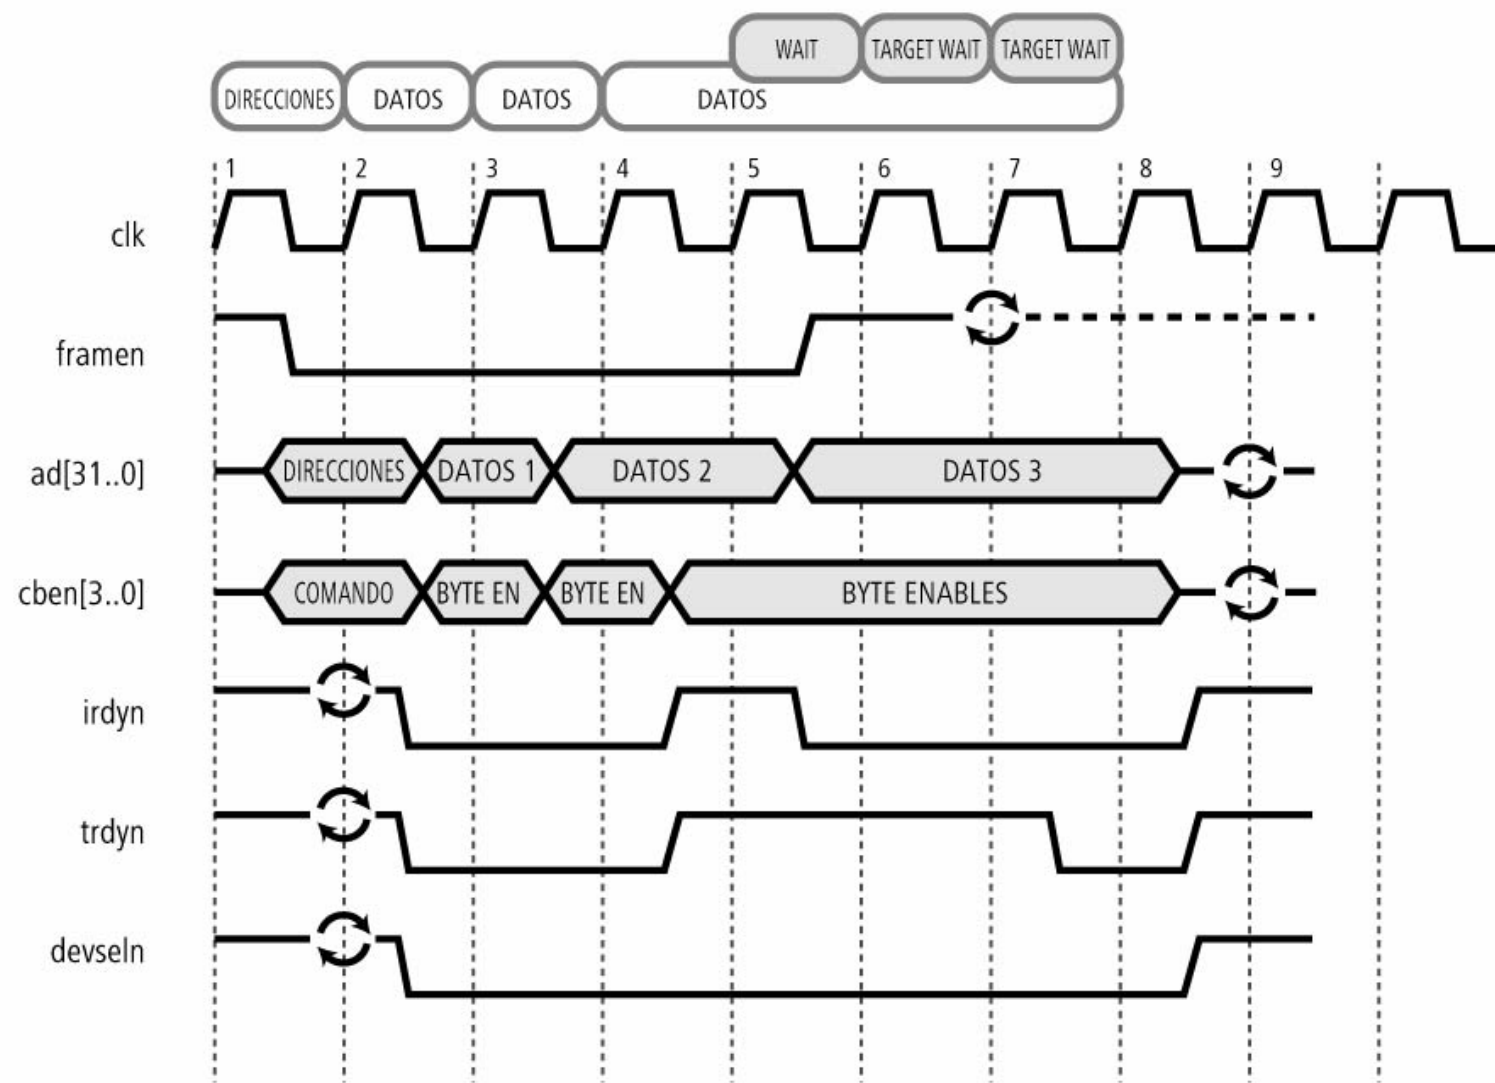 WAIT TARGET WAIT TARGET WAIT
DIRECCIONES DATOS DATOS DATOS
1 2 3 4 5 6 7 8 9
clk
framen
ad[31..0] DIRECCIONES DATOS 1 DATOS 2 DATOS 3
cben[3..0] COMANDO BYTE EN BYTE EN BYTE ENABLES
irdyn
trdyn
devseln